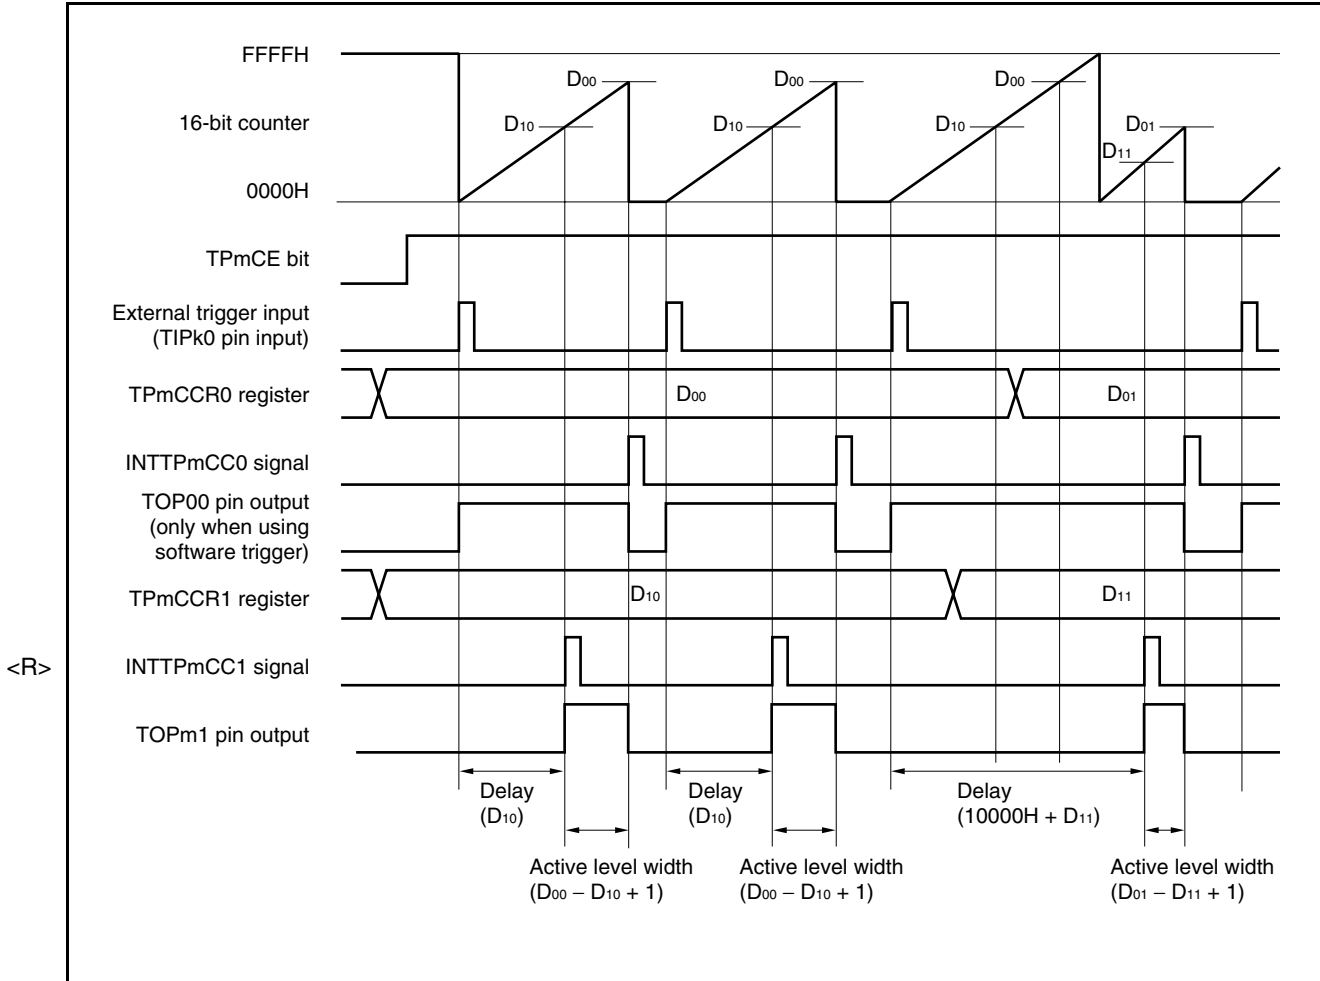 FFFFH
D00
D00
D00
16-bit counter
D10
D10
D10
D01
D11
0000H
TPmCE bit
External trigger input
(TIPk0 pin input)
TPmCCR0 register
D00
D01
INTTPmCC0 signal
TOP00 pin output
(only when using
software trigger)
TPmCCR1 register
D10
D11
<R>
INTTPmCC1 signal
TOPm1 pin output
Delay
(D10)
Delay
(D10)
Delay
(10000H + D11)
Active level width
(D00 − D10 + 1)
Active level width
(D00 − D10 + 1)
Active level width
(D01 − D11 + 1)